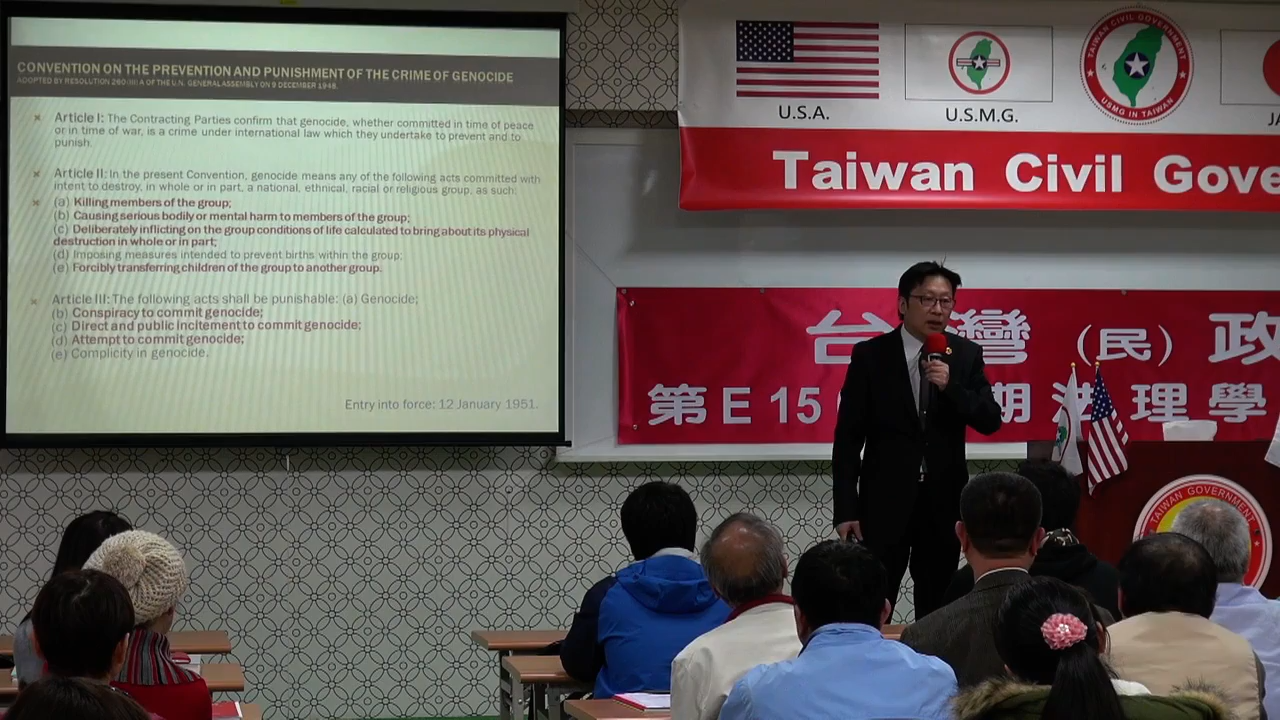 CONVENTION ON THE PREVENTION AND PUNISHMENT OF THE CRIME OF GENOCIDE
ADOPTED BY RESOLUTION 260 (III) A OF THE U.N. GENERAL ASSEMBLY ON 9 DECEMBER 1948.
Article I: The Contracting Parties confirm that genocide, whether committed in time of peace
or in time of war, is a crime under international law which they undertake to prevent and to
punish.
Article II: In the present Convention, genocide means any of the following acts committed with
intent to destroy, in whole or in part, a national, ethnical, racial or religious group, as such:
(a) Killing members of the group;
(b) Causing serious bodily or mental harm to members of the group;
(c) Deliberately inflicting on the group conditions of life calculated to bring about its physical
destruction in whole or in part;
(d) Imposing measures intended to prevent births within the group;
(e) Forcibly transferring children of the group to another group.
Article III: The following acts shall be punishable: (a) Genocide;
(b) Conspiracy to commit genocide;
(c) Direct and public incitement to commit genocide;
(d) Attempt to commit genocide;
(e) Complicity in genocide.
Entry into force: 12 January 1951.
U.S.A.
U.S.M.G.
TAIWAN CIVIL GOVERNMENT
USMG IN TAIWAN
JA
Taiwan Civil Gove
台灣（民）政
第E15 期 法理學
TAIWAN GOVERNMENT